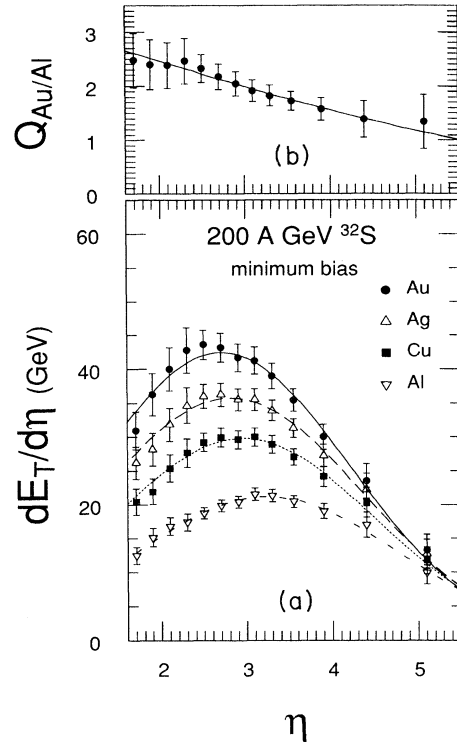 3
2
1
0
Q Au/Al
(b)
200 A GeV ³²S
minimum bias
Au
Ag
Cu
Al
60
40
20
0
dE_T/dη (GeV)
(a)
2 3 4 5
η